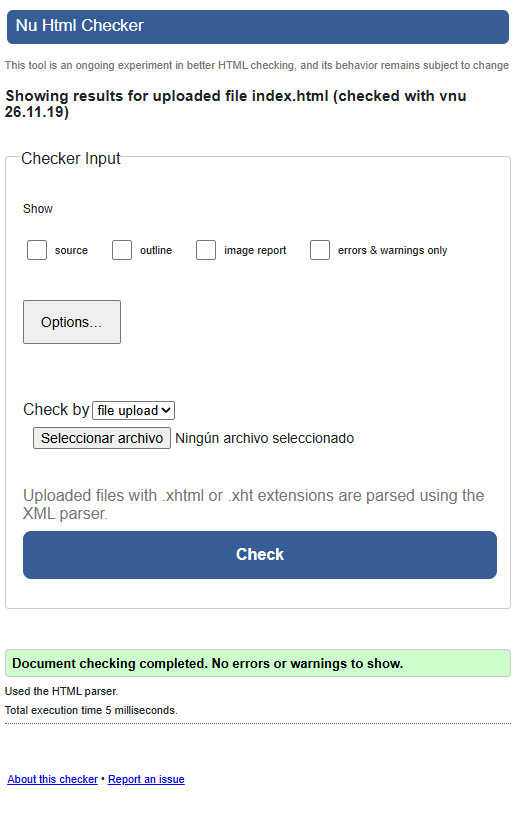 Nu Html Checker
This tool is an ongoing experiment in better HTML checking, and its behavior remains subject to change
Showing results for uploaded file index.html (checked with vnu
26.11.19)
Checker Input
Show
source outline image report errors & warnings only
Options...
Check by file upload
Seleccionar archivo Ningún archivo seleccionado
Uploaded files with .xhtml or .xht extensions are parsed using the
XML parser.
Check
Document checking completed. No errors or warnings to show.
Used the HTML parser.
Total execution time 5 milliseconds.
About this checker • Report an issue